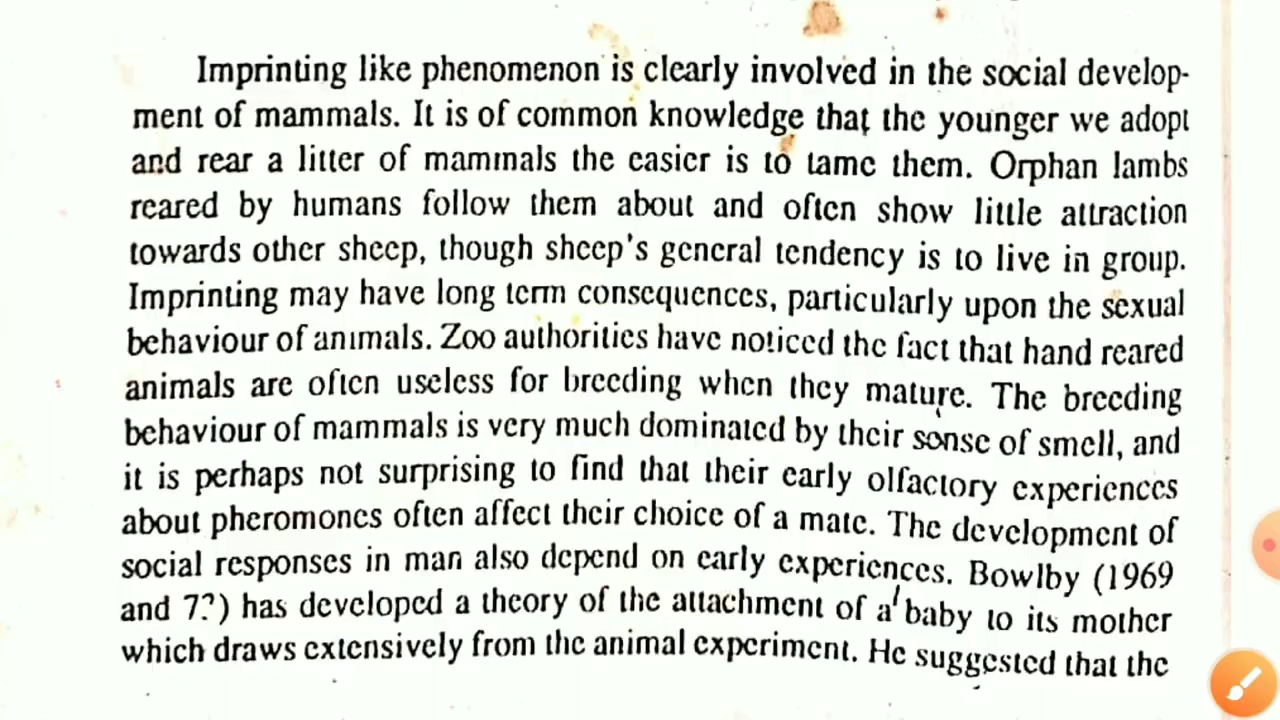 Imprinting like phenomenon is clearly involved in the social develop-
ment of mammals. It is of common knowledge that the younger we adopt
and rear a litter of mammals the easier is to tame them. Orphan lambs
reared by humans follow them about and often show little attraction
towards other sheep, though sheep's general tendency is to live in group.
Imprinting may have long term consequences, particularly upon the sexual
behaviour of animals. Zoo authorities have noticed the fact that hand reared
animals are often useless for breeding when they mature. The breeding
behaviour of mammals is very much dominated by their sense of smell, and
it is perhaps not surprising to find that their early olfactory experiences
about pheromones often affect their choice of a mate. The development of
social responses in man also depend on early experiences. Bowlby (1969
and has developed a theory of the attachment of a baby to its mother
which draws extensively from the animal experiment. He suggested that the